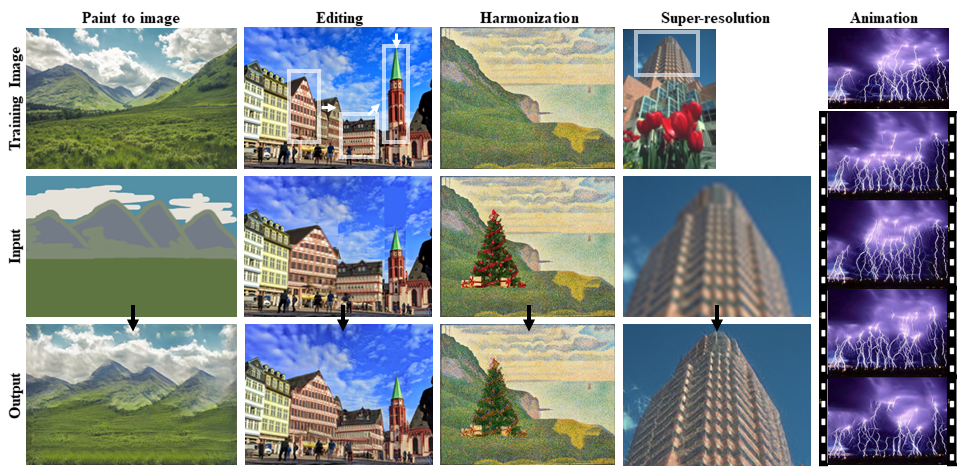 Paint to image
Editing
Harmonization
Super-resolution
Animation
Training Image
Input
Output